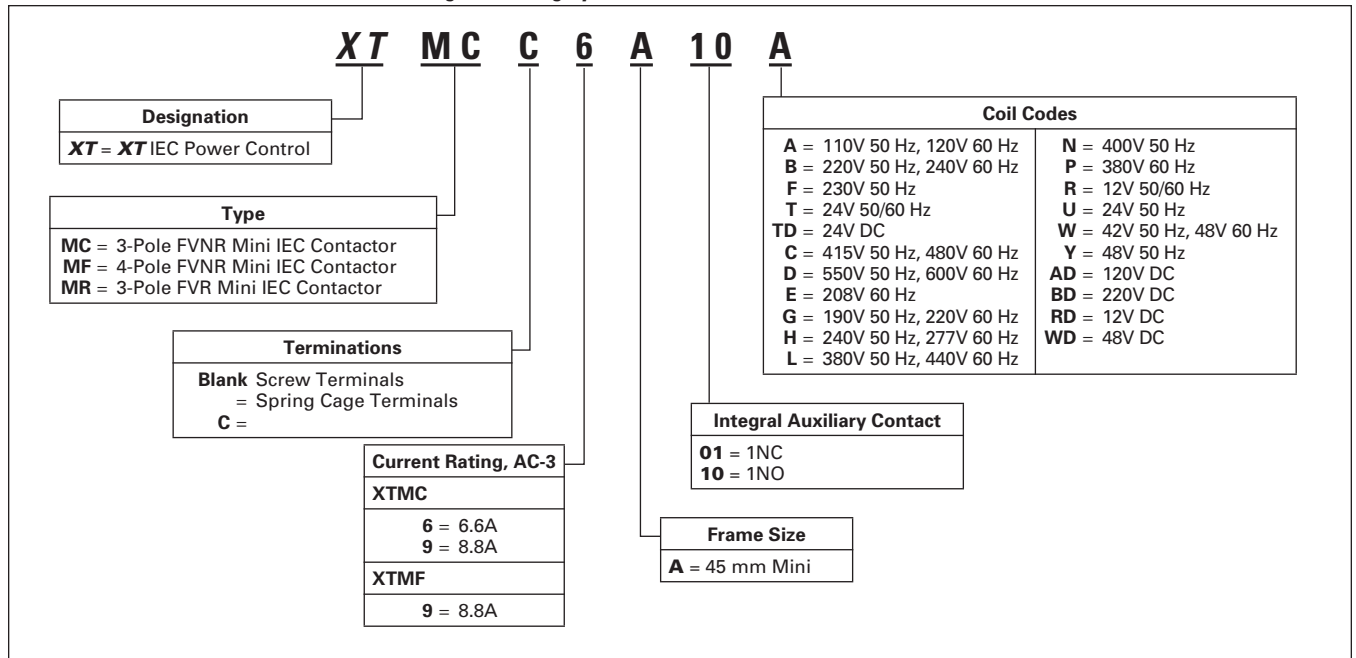 XT MC C 6 A 10 A
Designation
XT = XT IEC Power Control
Type
MC = 3-Pole FVNR Mini IEC Contactor
MF = 4-Pole FVNR Mini IEC Contactor
MR = 3-Pole FVR Mini IEC Contactor
Terminations
Blank Screw Terminals
= Spring Cage Terminals
C =
Current Rating, AC-3
XTMC
6 = 6.6A
9 = 8.8A
XTMF
9 = 8.8A
Frame Size
A = 45 mm Mini
Integral Auxiliary Contact
01 = 1NC
10 = 1NO
Coil Codes
A = 110V 50 Hz, 120V 60 Hz
B = 220V 50 Hz, 240V 60 Hz
F = 230V 50 Hz
T = 24V 50/60 Hz
TD = 24V DC
C = 415V 50 Hz, 480V 60 Hz
D = 550V 50 Hz, 600V 60 Hz
E = 208V 60 Hz
G = 190V 50 Hz, 220V 60 Hz
H = 240V 50 Hz, 277V 60 Hz
L = 380V 50 Hz, 440V 60 Hz
N = 400V 50 Hz
P = 380V 60 Hz
R = 12V 50/60 Hz
U = 24V 50 Hz
W = 42V 50 Hz, 48V 60 Hz
Y = 48V 50 Hz
AD = 120V DC
BD = 220V DC
RD = 12V DC
WD = 48V DC